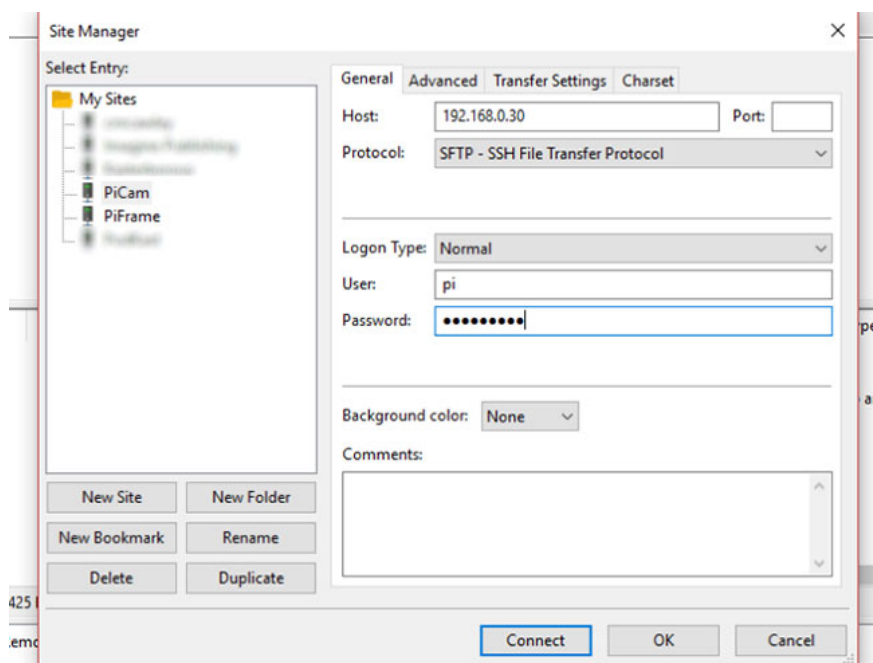 Site Manager
Select Entry:
My Sites
PiCam
PiFrame
New Site
New Folder
New Bookmark
Rename
Delete
Duplicate
General
Advanced
Transfer Settings
Charset
Host:
192.168.0.30
Port:
Protocol:
SFTP - SSH File Transfer Protocol
Logon Type:
Normal
User:
pi
Password:
•••••••••
Background color:
None
Comments:
Connect
OK
Cancel
425